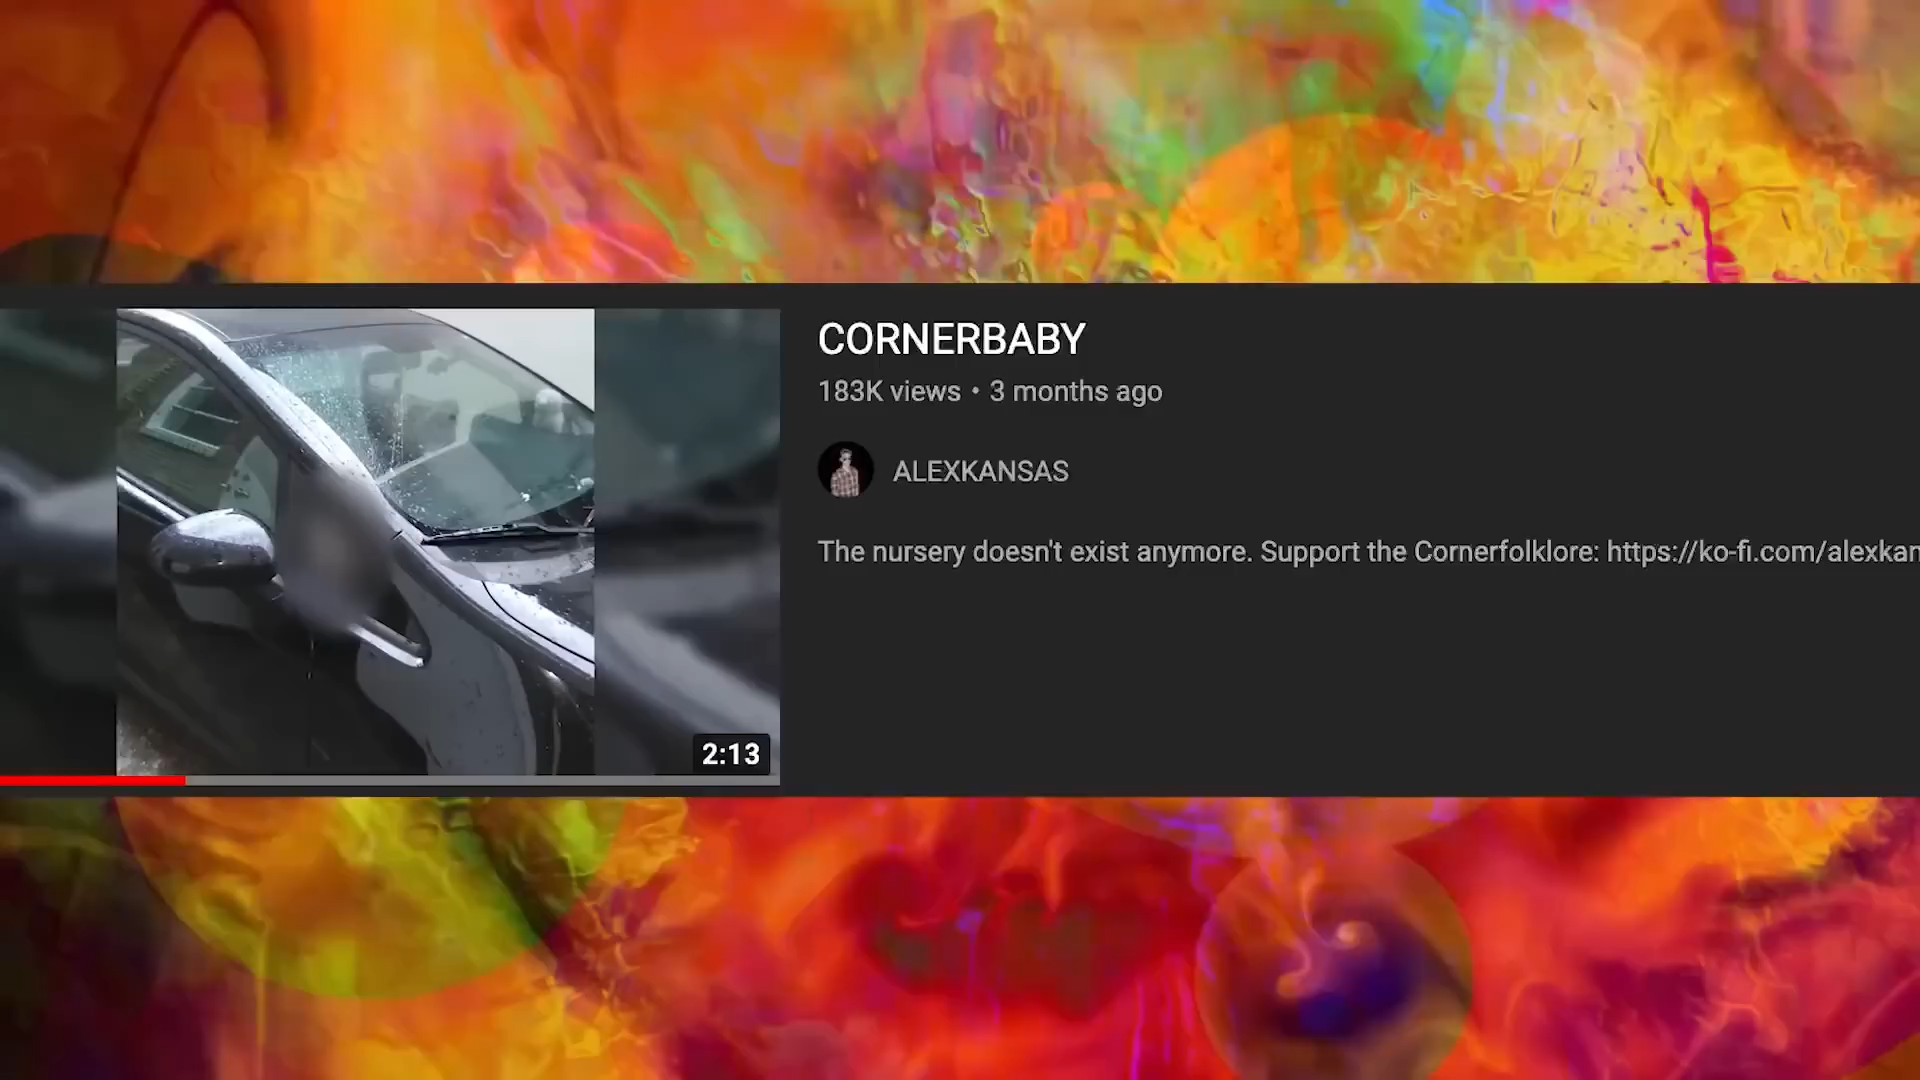 CORNERBABY
183K views • 3 months ago
ALEXKANSAS
The nursery doesn't exist anymore. Support the Cornerfolklore: https://ko-fi.com/alexkan
2:13